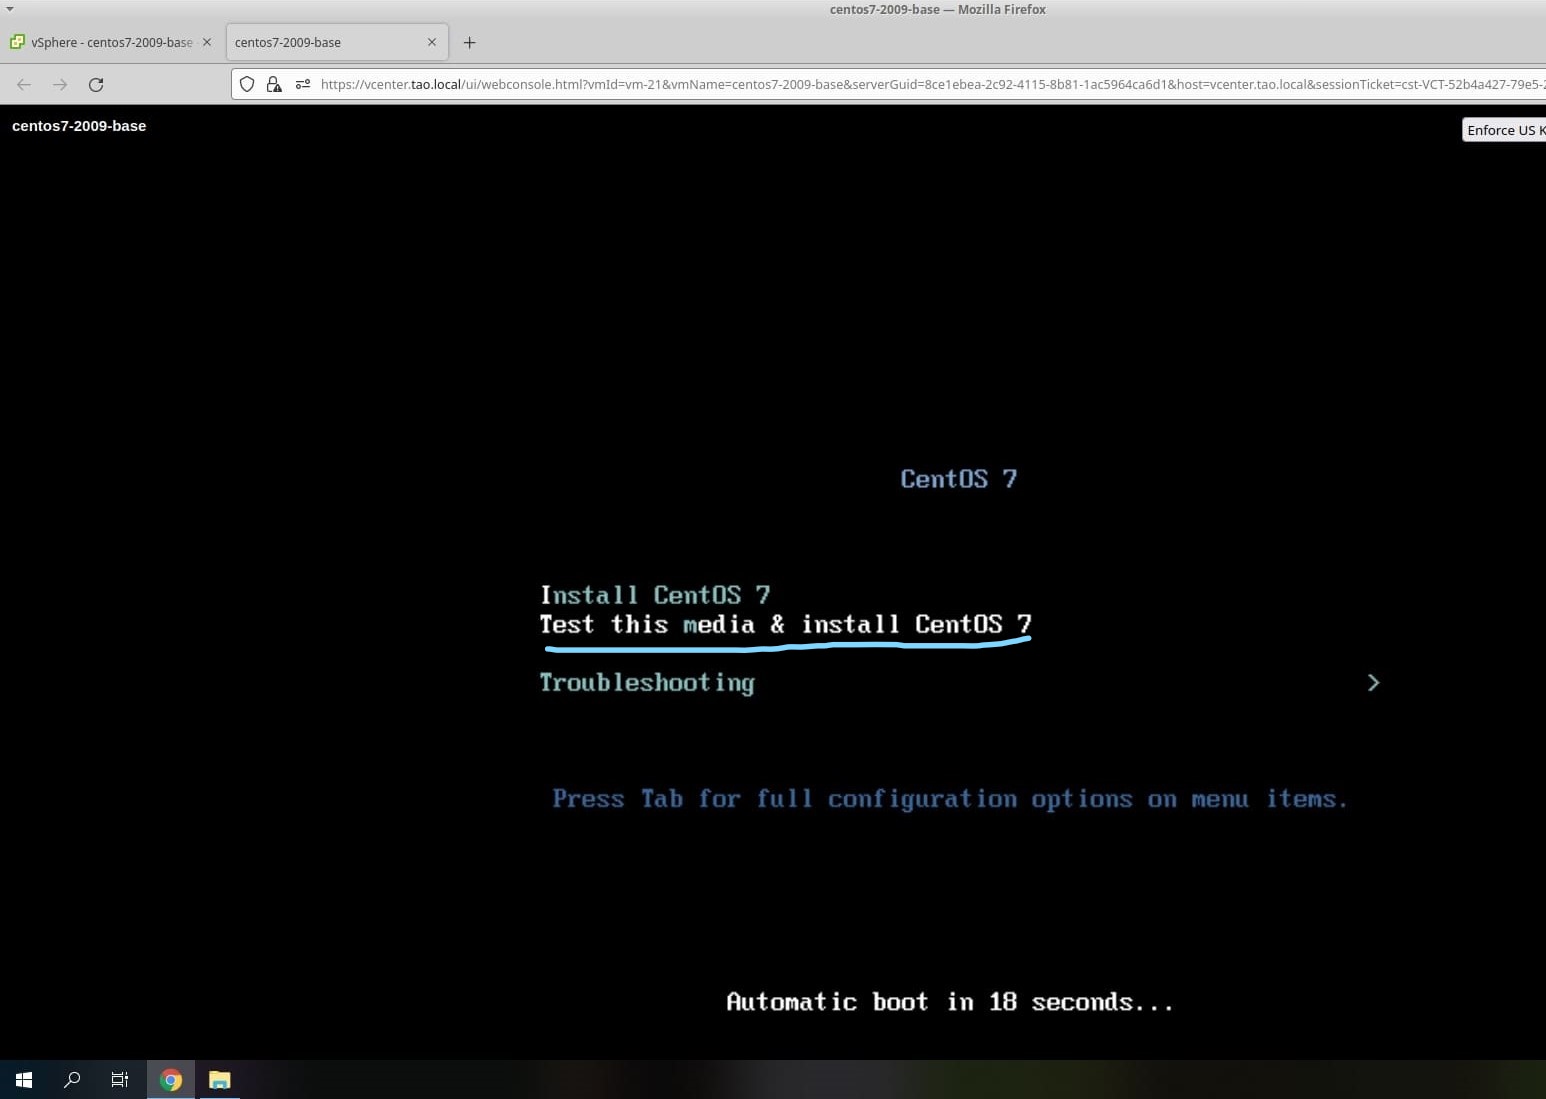 centos7-2009-base — Mozilla Firefox
vSphere - centos7-2009-base
centos7-2009-base
https://vcenter.tao.local/ui/webconsole.html?vmId=vm-21&vmName=centos7-2009-base&serverGuid=8ce1ebea-2c92-4115-8b81-1ac5964ca6d1&host=vcenter.tao.local&sessionTicket=cst-VCT-52b4a427-79e5-2
centos7-2009-base
Enforce US K
CentOS 7
Install CentOS 7
Test this media & install CentOS 7
Troubleshooting >
Press Tab for full configuration options on menu items.
Automatic boot in 18 seconds...